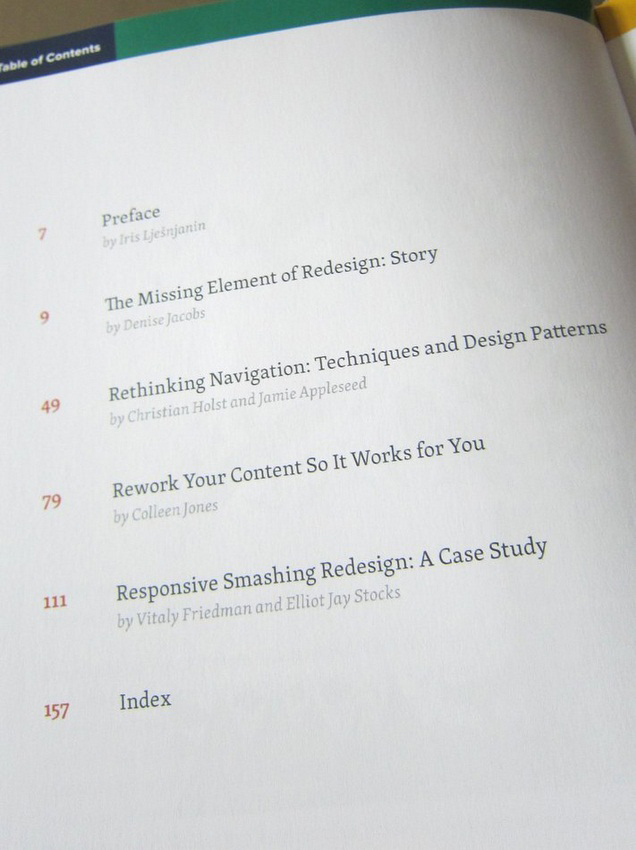 Table of Contents
7 Preface
by Iris Lješnjanin
9 The Missing Element of Redesign: Story
by Denise Jacobs
49 Rethinking Navigation: Techniques and Design Patterns
by Christian Holst and Jamie Appleseed
79 Rework Your Content So It Works for You
by Colleen Jones
111 Responsive Smashing Redesign: A Case Study
by Vitaly Friedman and Elliot Jay Stocks
157 Index